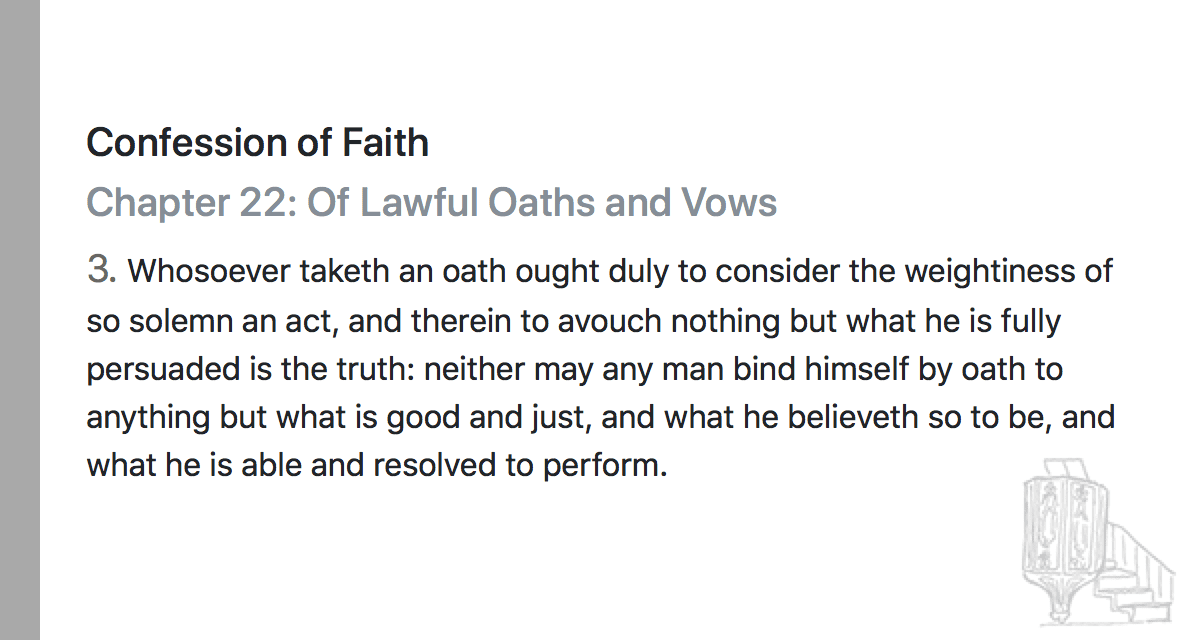 Confession of Faith
Chapter 22: Of Lawful Oaths and Vows
3. Whosoever taketh an oath ought duly to consider the weightiness of
so solemn an act, and therein to avouch nothing but what he is fully
persuaded is the truth: neither may any man bind himself by oath to
anything but what is good and just, and what he believeth so to be, and
what he is able and resolved to perform.